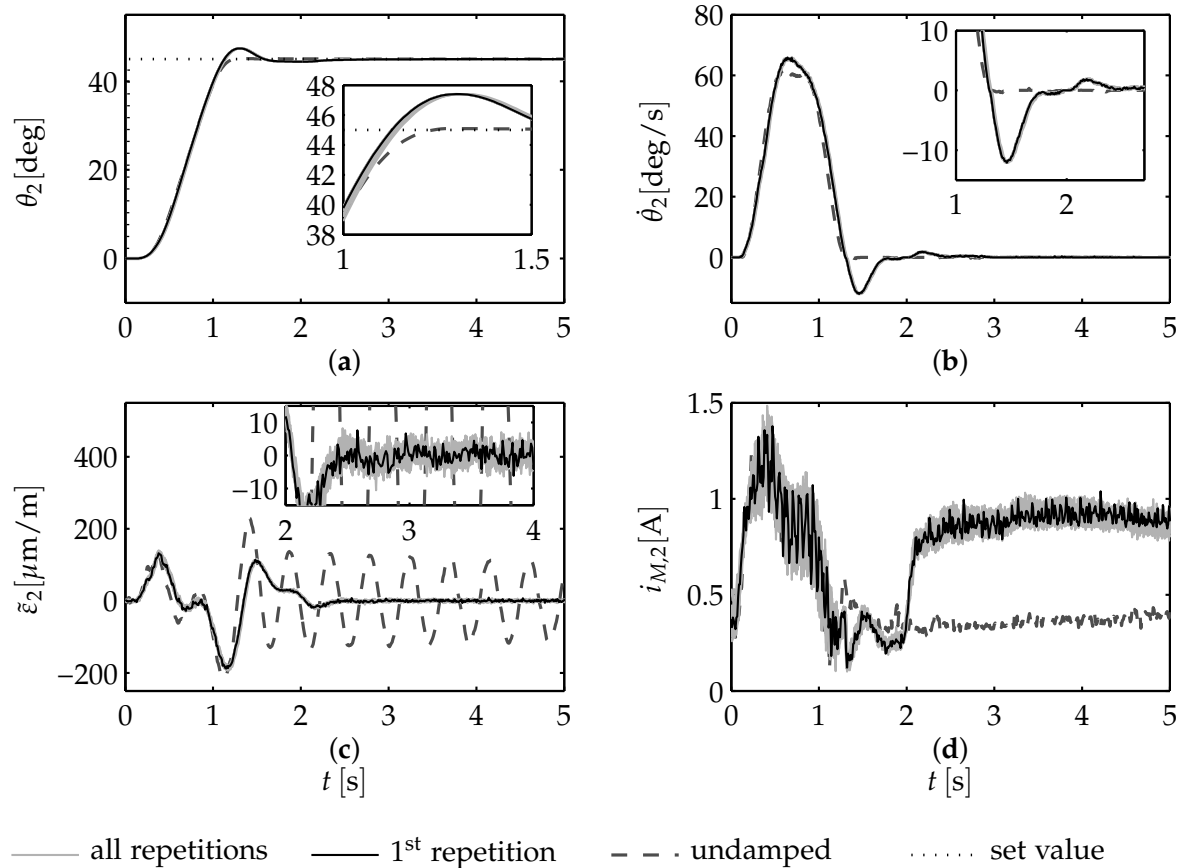 θ₂[deg]
40
20
0
0 1 2 3 4 5
48
46
44
42
40
38
1 1.5
(a)
θ̇₂[deg/s]
80
60
40
20
0
0 1 2 3 4 5
10
0
−10
1 2
(b)
ε̃₂[μm/m]
400
200
0
−200
0 1 2 3 4 5
10
0
−10
2 3 4
(c)
t [s]
i_{M,2}[A]
1.5
1
0.5
0
0 1 2 3 4 5
(d)
t [s]
all repetitions 1ˢᵗ repetition undamped set value